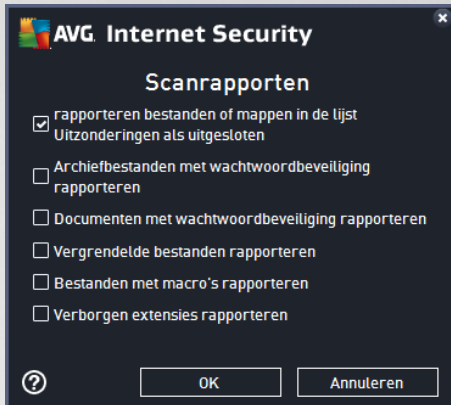 AVG. Internet Security
Scanrapporten
rapporteren bestanden of mappen in de lijst
Uitzonderingen als uitgesloten
Archiefbestanden met wachtwoordbeveiliging
rapporteren
Documenten met wachtwoordbeveiliging rapporteren
Vergrendelde bestanden rapporteren
Bestanden met macro's rapporteren
Verborgen extensies rapporteren
? OK Annuleren